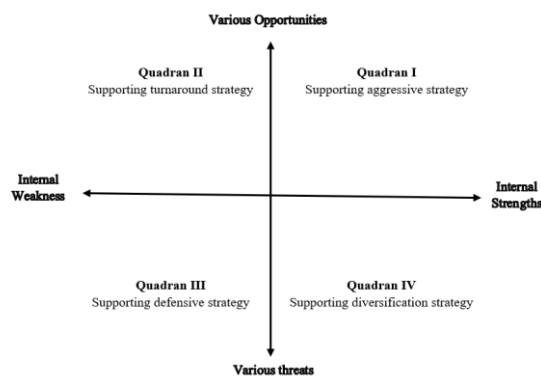 Various Opportunities
Quadran II
Supporting turnaround strategy
Quadran I
Supporting aggressive strategy
Internal
Weakness
Internal
Strengths
Quadran III
Supporting defensive strategy
Quadran IV
Supporting diversification strategy
Various threats